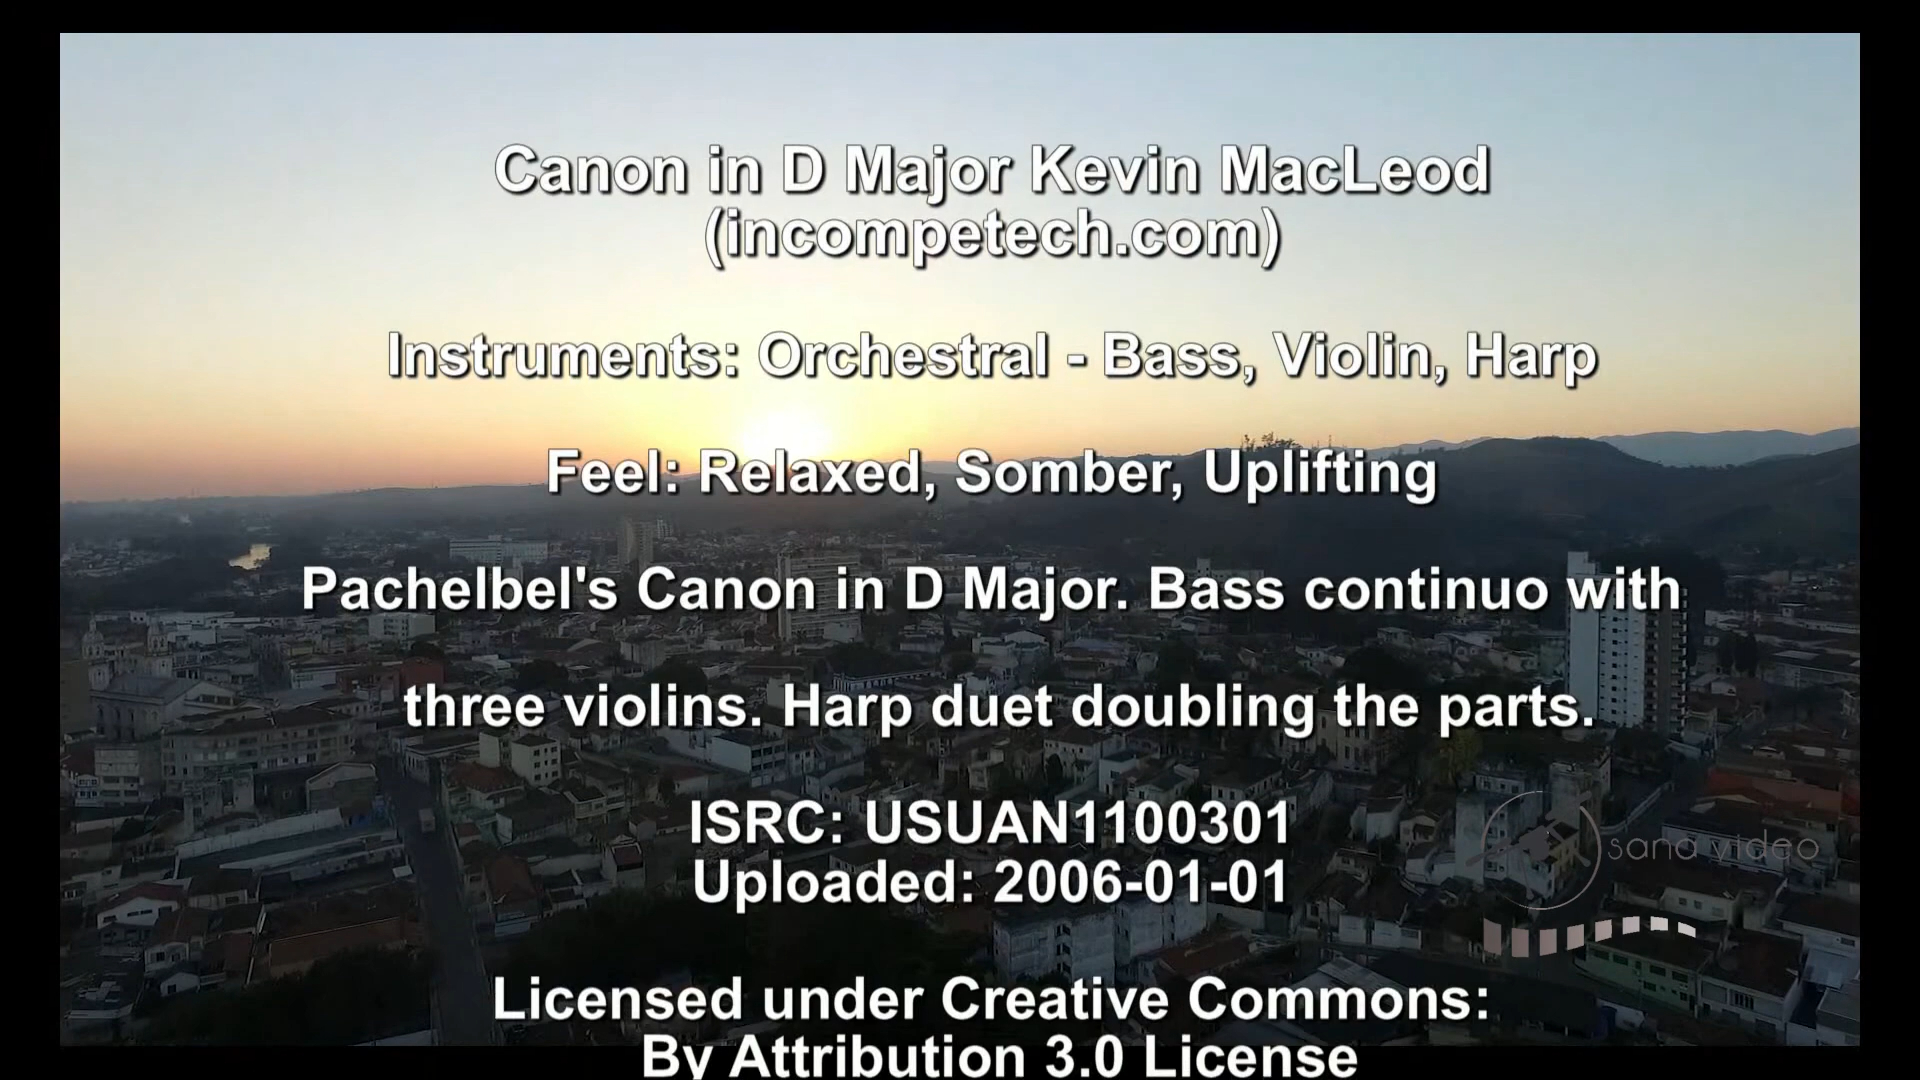 Canon in D Major Kevin MacLeod
(incompetech.com)
Instruments: Orchestral - Bass, Violin, Harp
Feel: Relaxed, Somber, Uplifting
Pachelbel's Canon in D Major. Bass continuo with
three violins. Harp duet doubling the parts.
ISRC: USUAN1100301
sana video
Uploaded: 2006-01-01
Licensed under Creative Commons:
By Attribution 3.0 License